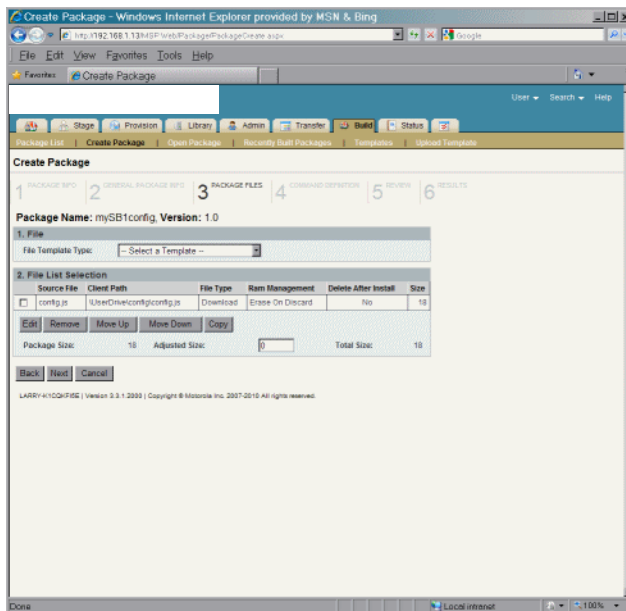 Create Package - Windows Internet Explorer provided by MSN & Bing
http://192.168.1.13/MSP.Web/Package/PackageCreate.aspx Google
File Edit View Favorites Tools Help
Favorites Create Package
User Search Help
Stage Provision Library Admin Transfer Build Status
Package List | Create Package | Open Package | Recently Built Packages | Templates | Upload Template
Create Package
1 PACKAGE INFO 2 GENERAL PACKAGE INFO 3 PACKAGE FILES 4 COMMAND DEFINITION 5 REVIEW 6 RESULTS
Package Name: mySB1config, Version: 1.0
1. File
File Template Type: -- Select a Template --
2. File List Selection
Source File Client Path File Type Ram Management Delete After Install Size
config.js \UserDrive\config\config.js Download Erase On Discard No 18
Edit Remove Move Up Move Down Copy
Package Size: 18 Adjusted Size: 0 Total Size: 18
Back Next Cancel
| Version 3.3.1.2000 | Copyright © Motorola Inc. 2007-2010 All rights reserved.
Done Local intranet 100%